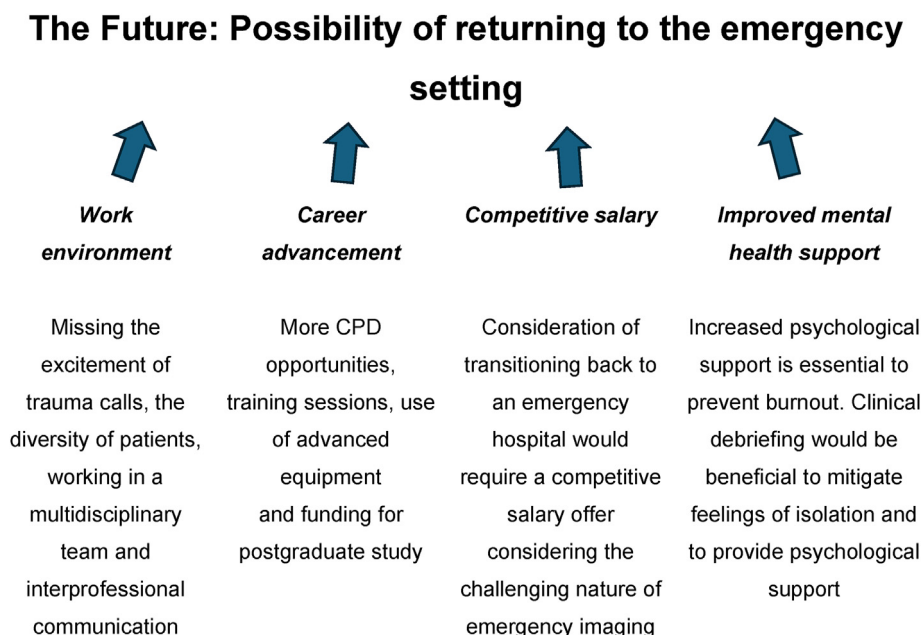 The Future: Possibility of returning to the emergency
setting
Work
environment
Missing the
excitement of
trauma calls, the
diversity of patients,
working in a
multidisciplinary
team and
interprofessional
communication
Career
advancement
More CPD
opportunities,
training sessions, use
of advanced
equipment
and funding for
postgraduate study
Competitive salary
Consideration of
transitioning back to
an emergency
hospital would
require a competitive
salary offer
considering the
challenging nature of
emergency imaging
Improved mental
health support
Increased psychological
support is essential to
prevent burnout. Clinical
debriefing would be
beneficial to mitigate
feelings of isolation and
to provide psychological
support